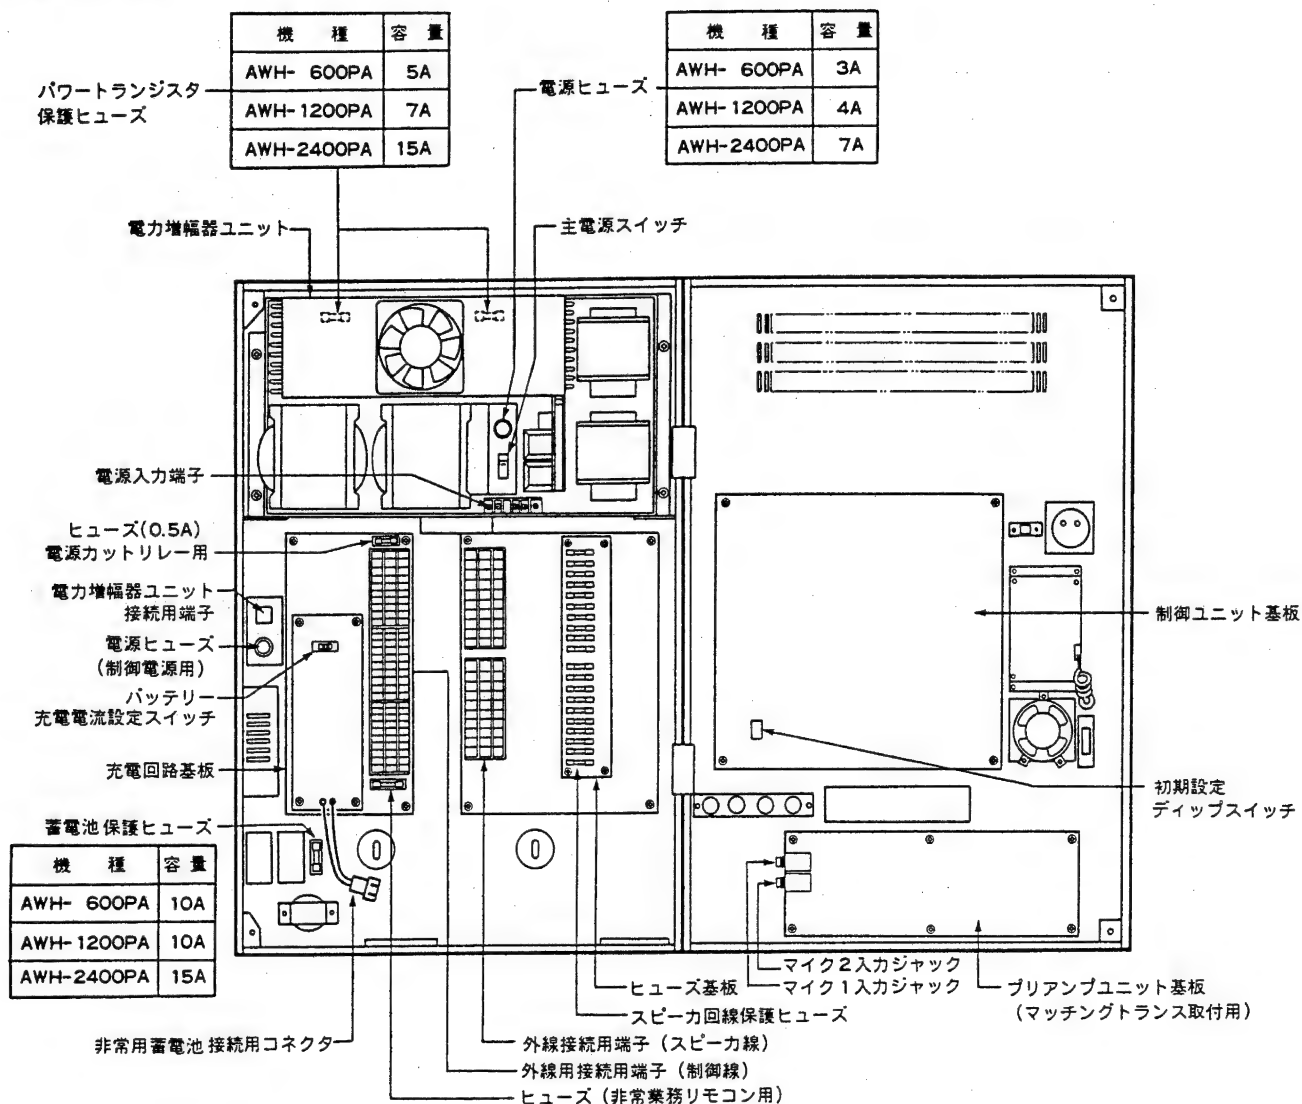 機 種 容 量
AWH- 600PA 5A
AWH-1200PA 7A
AWH-2400PA 15A
パワートランジスタ
保護ヒューズ
機 種 容 量
AWH- 600PA 3A
AWH-1200PA 4A
AWH-2400PA 7A
電源ヒューズ
電力増幅器ユニット
主電源スイッチ
電源入力端子
ヒューズ(0.5A)
電源カットリレー用
電力増幅器ユニット
接続用端子
電源ヒューズ
(制御電源用)
バッテリー
充電電流設定スイッチ
充電回路基板
蓄電池保護ヒューズ
機 種 容 量
AWH- 600PA 10A
AWH-1200PA 10A
AWH-2400PA 15A
非常用蓄電池接続用コネクタ
制御ユニット基板
初期設定
ディップスイッチ
マイク2入力ジャック
マイク1入力ジャック
プリアンプユニット基板
(マッチングトランス取付用)
ヒューズ基板
スピーカ回線保護ヒューズ
外線接続用端子(スピーカ線)
外線用接続用端子(制御線)
ヒューズ(非常業務リモコン用)